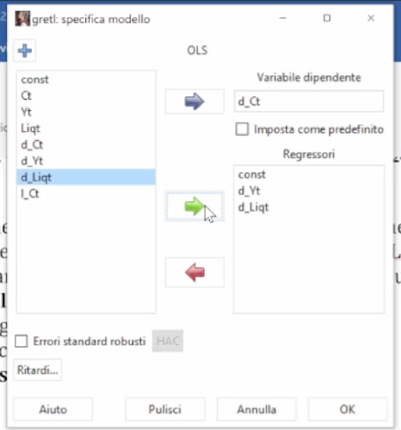 gretl: specifica modello
OLS
const
Ct
Yt
Liqt
d_Ct
d_Yt
d_Liqt
l_Ct
Variabile dipendente
d_Ct
Imposta come predefinito
Regressori
const
d_Yt
d_Liqt
Errori standard robusti
HAC
Ritardi...
Aiuto
Pulisci
Annulla
OK